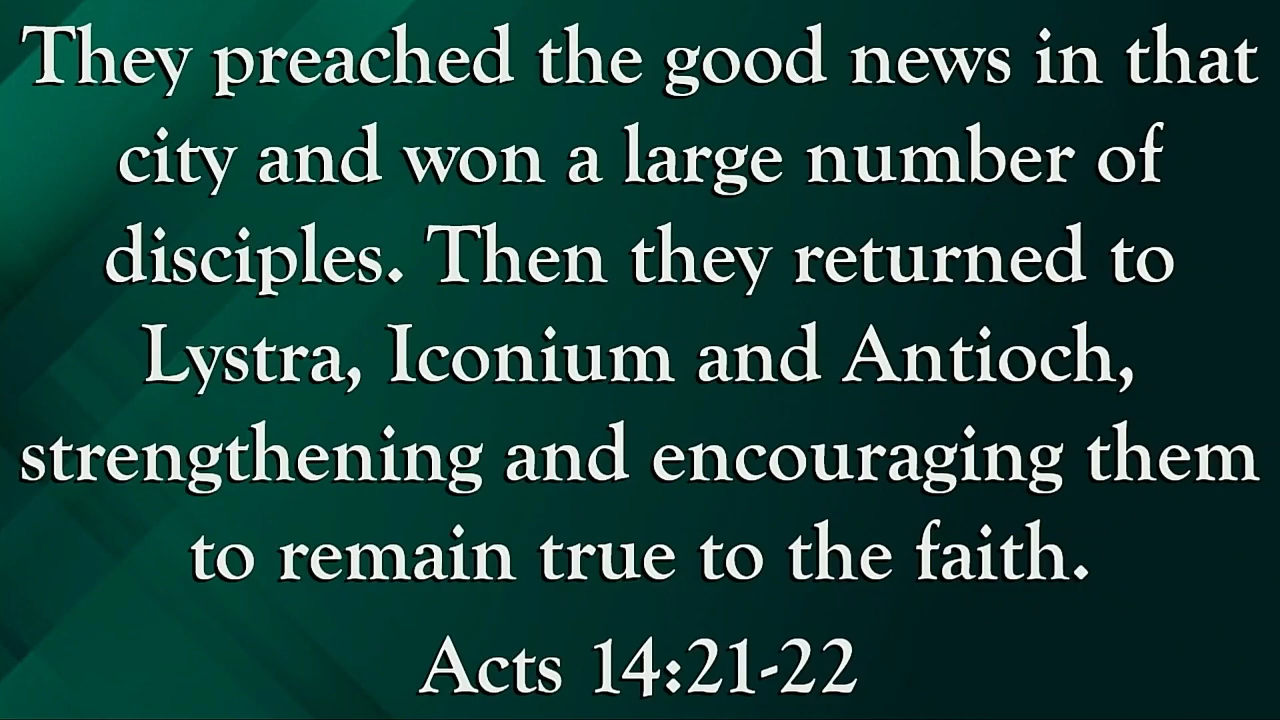 They preached the good news in that
city and won a large number of
disciples. Then they returned to
Lystra, Iconium and Antioch,
strengthening and encouraging them
to remain true to the faith.
Acts 14:21-22